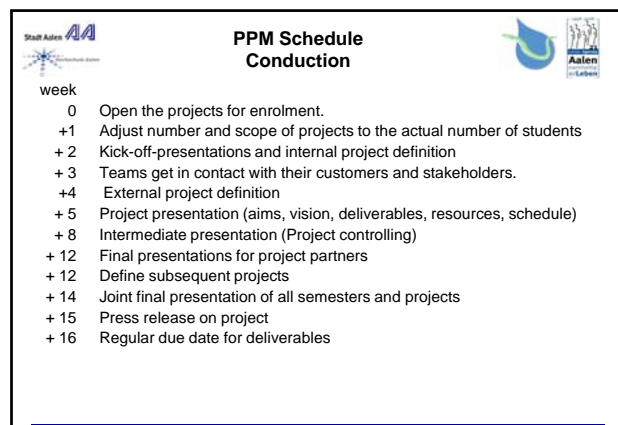 Stadt Aalen AA
Hochschule Aalen
PPM Schedule
Conduction
Aalen
week
0 Open the projects for enrolment.
+1 Adjust number and scope of projects to the actual number of students
+ 2 Kick-off-presentations and internal project definition
+ 3 Teams get in contact with their customers and stakeholders.
+4 External project definition
+ 5 Project presentation (aims, vision, deliverables, resources, schedule)
+ 8 Intermediate presentation (Project controlling)
+ 12 Final presentations for project partners
+ 12 Define subsequent projects
+ 14 Joint final presentation of all semesters and projects
+ 15 Press release on project
+ 16 Regular due date for deliverables